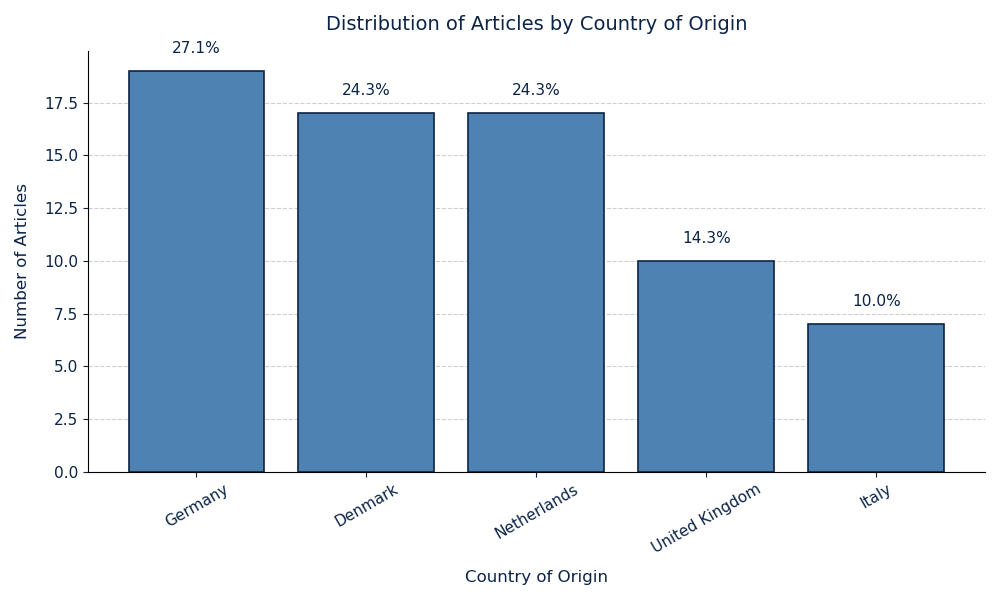 Distribution of Articles by Country of Origin
27.1%
24.3%
24.3%
14.3%
10.0%
Number of Articles
17.5
15.0
12.5
10.0
7.5
5.0
2.5
0.0
Germany
Denmark
Netherlands
United Kingdom
Italy
Country of Origin